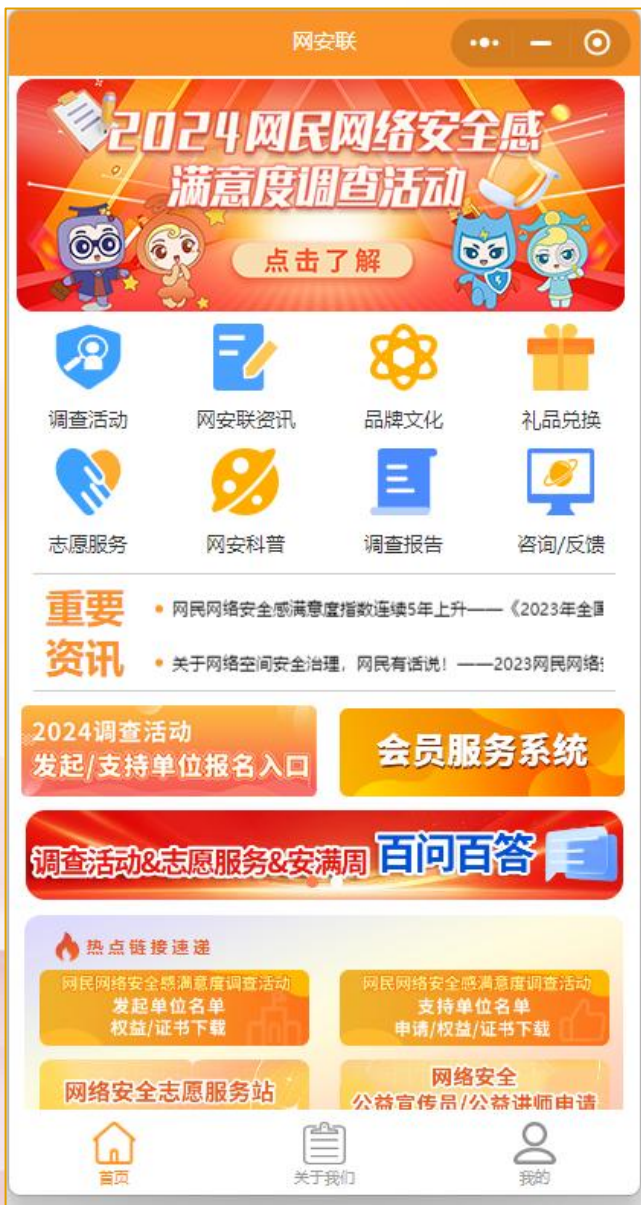 网安联
2024网民网络安全感
满意度调查活动
点击了解
调查活动
网安联资讯
品牌文化
礼品兑换
志愿服务
网安科普
调查报告
咨询/反馈
重要
资讯
网民网络安全感满意度指数连续5年上升——《2023年全国
关于网络空间安全治理，网民有话说！——2023网民网络
2024调查活动
发起/支持单位报名入口
会员服务系统
调查活动&志愿服务&安满周 百问百答
热点链接速递
网民网络安全感满意度调查活动
发起单位名单
权益/证书下载
网民网络安全感满意度调查活动
支持单位名单
申请/权益/证书下载
网络安全志愿服务站
网络安全
公益宣传员/公益讲师申请
首页
关于我们
我的